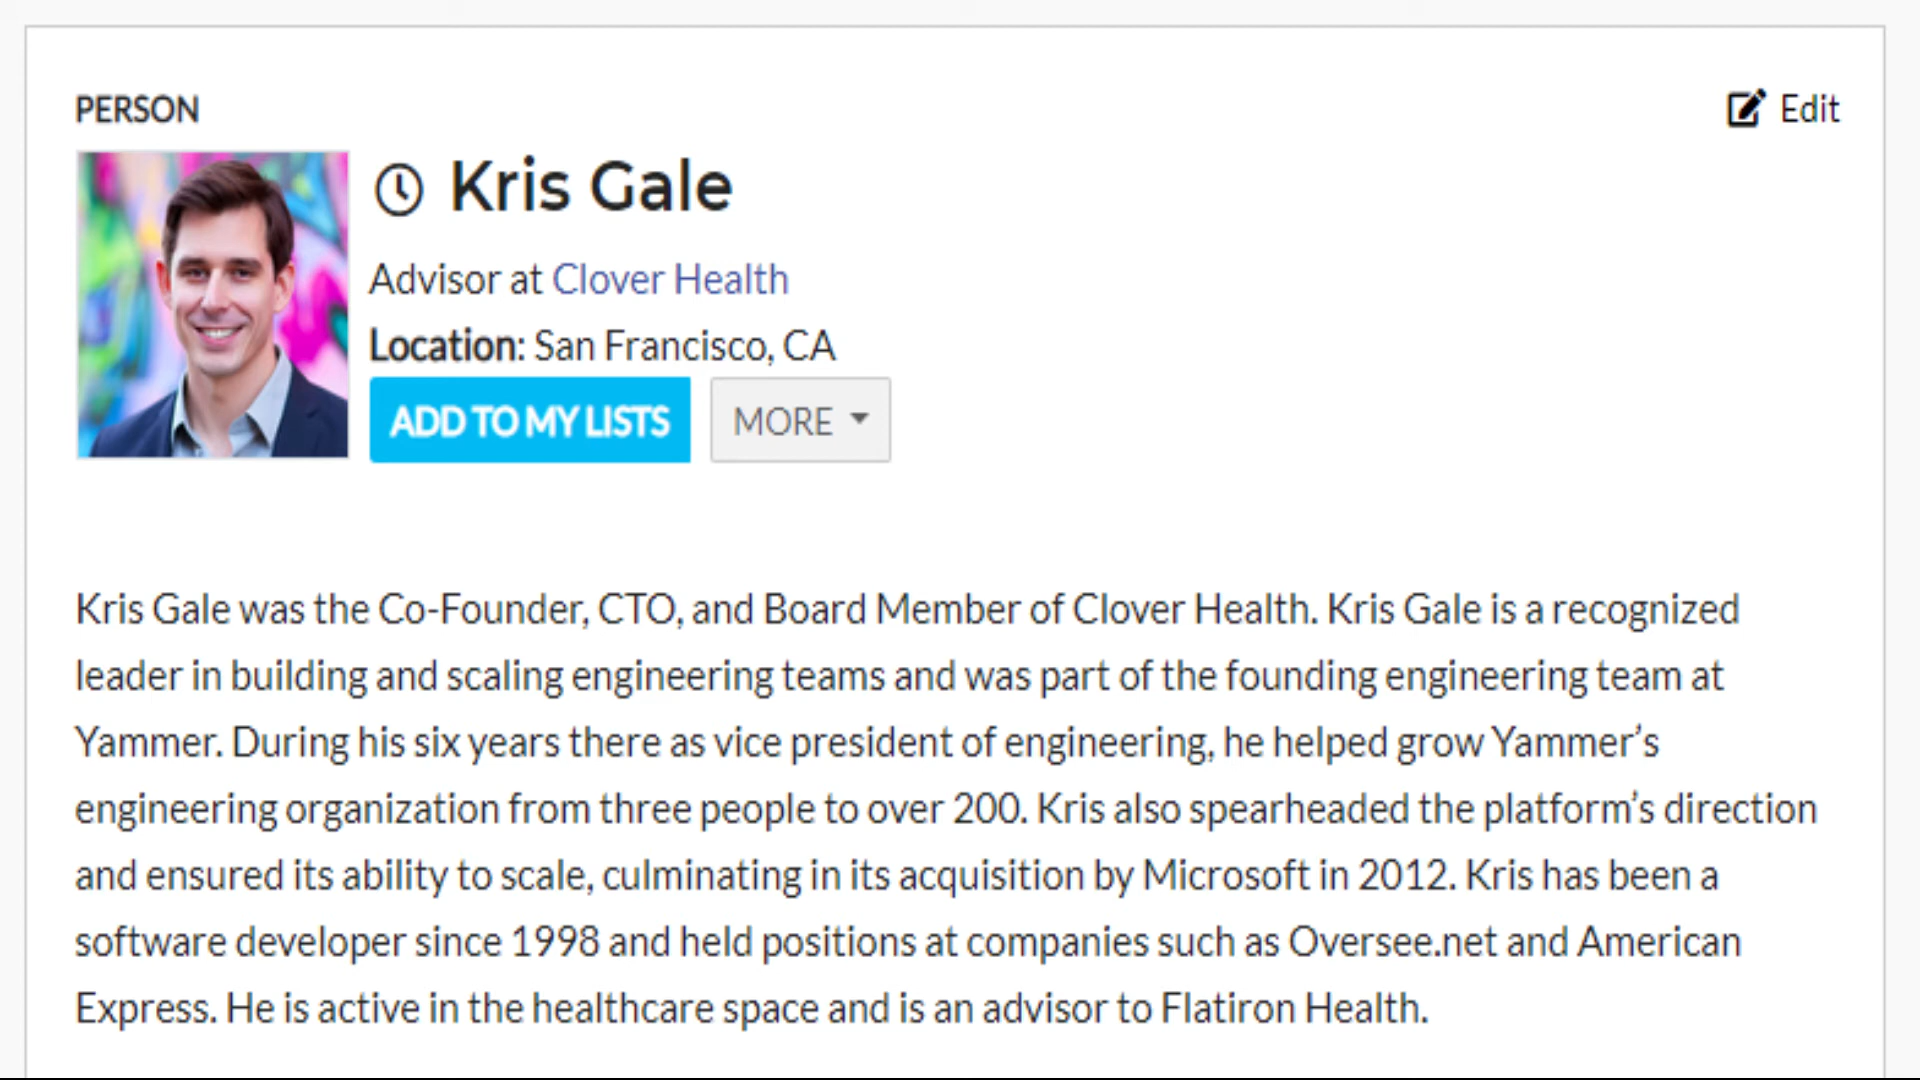 PERSON
Edit
Kris Gale
Advisor at Clover Health
Location: San Francisco, CA
ADD TO MY LISTS
MORE
Kris Gale was the Co-Founder, CTO, and Board Member of Clover Health. Kris Gale is a recognized
leader in building and scaling engineering teams and was part of the founding engineering team at
Yammer. During his six years there as vice president of engineering, he helped grow Yammer’s
engineering organization from three people to over 200. Kris also spearheaded the platform’s direction
and ensured its ability to scale, culminating in its acquisition by Microsoft in 2012. Kris has been a
software developer since 1998 and held positions at companies such as Oversee.net and American
Express. He is active in the healthcare space and is an advisor to Flatiron Health.